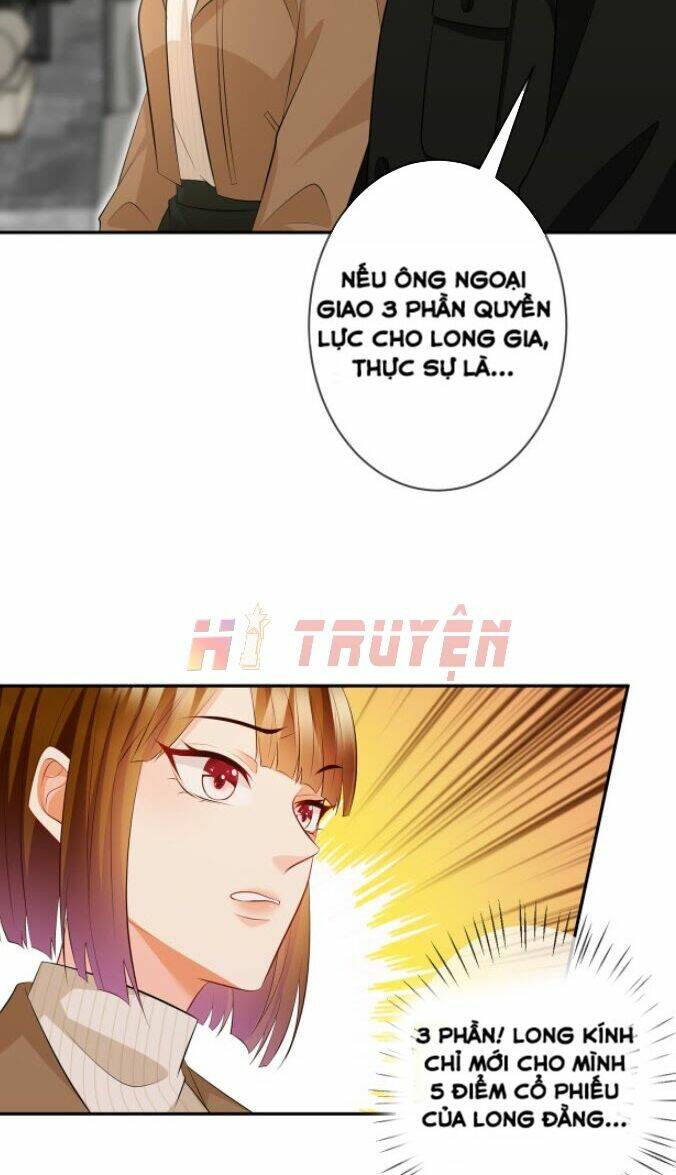 NẾU ÔNG NGOẠI
GIAO 3 PHẦN QUYỀN
LỰC CHO LONG GIA,
THỰC SỰ LÀ...
HI TRUYỆN
3 PHẦN! LONG KÍNH
CHỈ MỚI CHO MÌNH
5 ĐIỂM CỔ PHIẾU
CỦA LONG ĐẰNG...